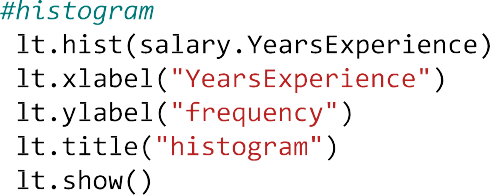 #histogram
lt.hist(salary.YearsExperience)
lt.xlabel("YearsExperience")
lt.ylabel("frequency")
lt.title("histogram")
lt.show()